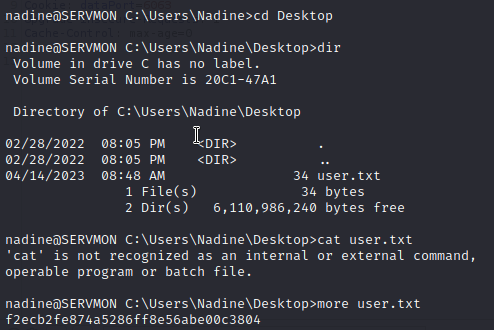 nadine@SERVMON C:\Users\Nadine>cd Desktop
nadine@SERVMON C:\Users\Nadine\Desktop>dir
 Volume in drive C has no label.
 Volume Serial Number is 20C1-47A1
 Directory of C:\Users\Nadine\Desktop
02/28/2022  08:05 PM    <DIR>          .
02/28/2022  08:05 PM    <DIR>          ..
04/14/2023  08:48 AM                34 user.txt
               1 File(s)             34 bytes
               2 Dir(s)   6,110,986,240 bytes free
nadine@SERVMON C:\Users\Nadine\Desktop>cat user.txt
'cat' is not recognized as an internal or external command,
operable program or batch file.
nadine@SERVMON C:\Users\Nadine\Desktop>more user.txt
f2ecb2fe874a5286ff8e56abe00c3804